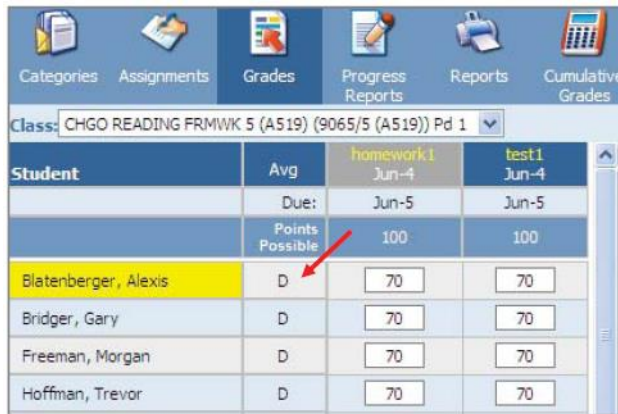 Categories Assignments Grades Progress Reports Reports Cumulative Grades
Class: CHGO READING FRMWK 5 (A519) (9065/5 (A519)) Pd 1
Student Avg homework1 Jun-4 test1 Jun-4
Due: Jun-5 Jun-5
Points Possible 100 100
Blatenberger, Alexis D 70 70
Bridger, Gary D 70 70
Freeman, Morgan D 70 70
Hoffman, Trevor D 70 70